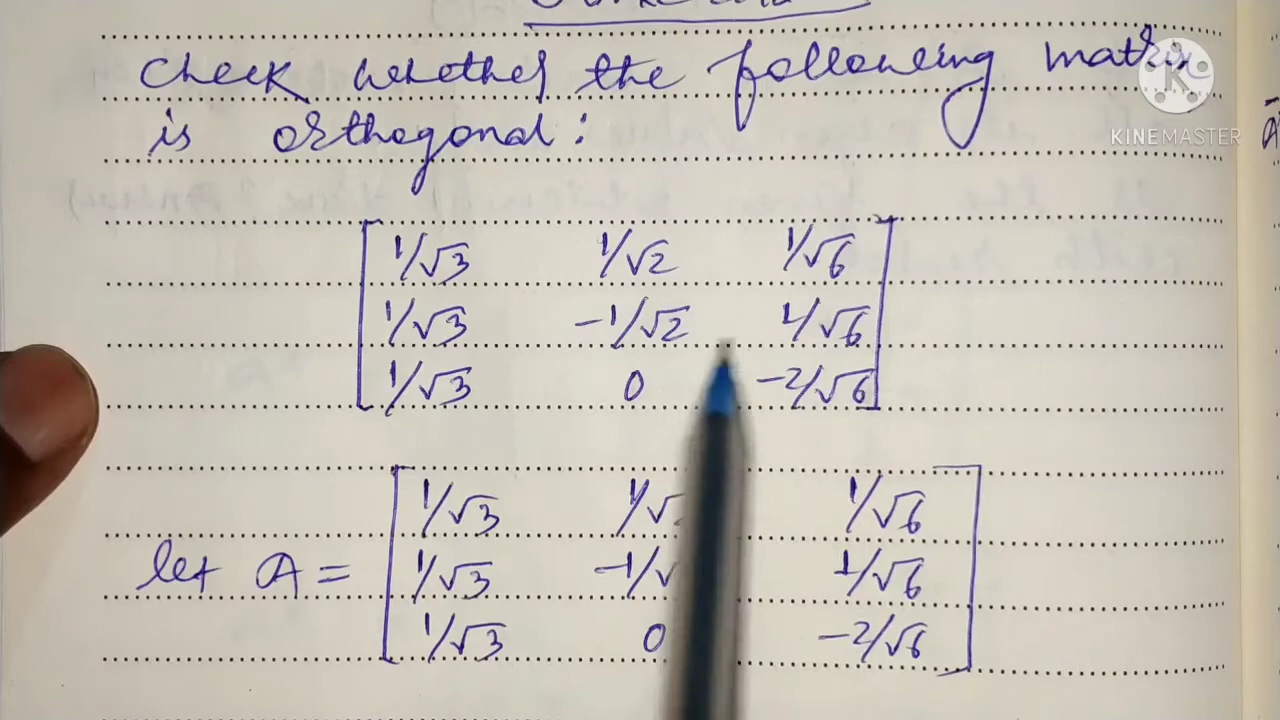 Check whether the following matrix
KINEMASTER
is orthogonal:
1/√3 1/√2 1/√6
1/√3 -1/√2 1/√6
1/√3 0 -2/√6
1/√3 1/√ 1/√6
let A = 1/√3 -1/√ 1/√6
1/√3 0 -2/√6